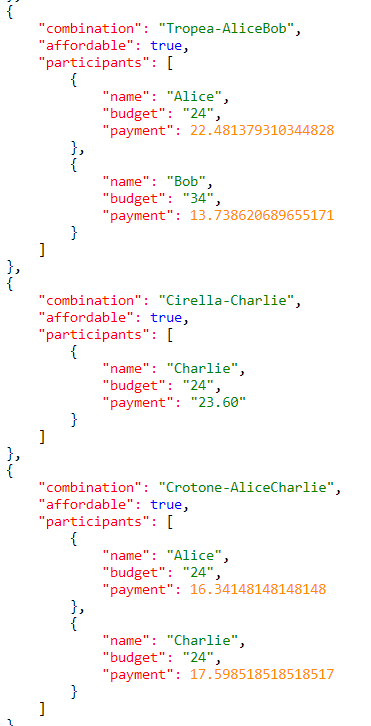 },
{
"combination": "Tropea-AliceBob",
"affordable": true,
"participants": [
{
"name": "Alice",
"budget": "24",
"payment": 22.481379310344828
},
{
"name": "Bob",
"budget": "34",
"payment": 13.738620689655171
}
]
},
{
"combination": "Cirella-Charlie",
"affordable": true,
"participants": [
{
"name": "Charlie",
"budget": "24",
"payment": "23.60"
}
]
},
{
"combination": "Crotone-AliceCharlie",
"affordable": true,
"participants": [
{
"name": "Alice",
"budget": "24",
"payment": 16.34148148148148
},
{
"name": "Charlie",
"budget": "24",
"payment": 17.598518518518517
}
]
}